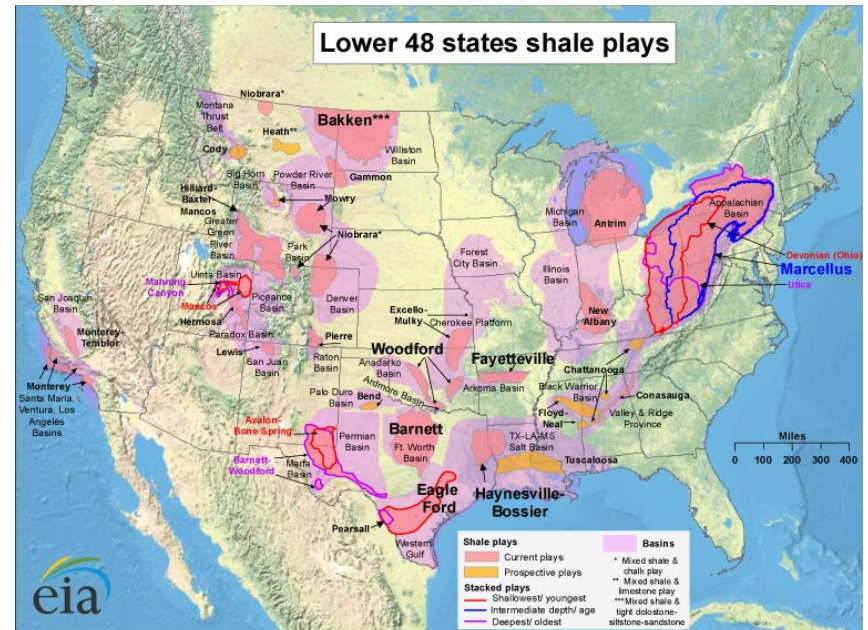 Lower 48 states shale plays
Niobrara*
Montana
Thrust
Belt
Heath**
Bakken***
Williston
Basin
Cody
Big Horn
Basin
Powder River
Basin
Gammon
Hilliard-
Baxter
Mancos
Mowry
Greater
Green
River
Basin
Park
Basin
Niobrara*
Michigan
Basin
Antrim
Appalachian
Basin
Devonian (Ohio)
Marcellus
Utica
Forest
City Basin
Illinois
Basin
Uinta Basin
Manning
Canyon
Mancos
Piceance
Basin
Denver
Basin
San Joaquin
Basin
Monterey-
Temblor
Hermosa
Paradox Basin
Excello-
Mulky
Cherokee Platform
New
Albany
Lewis
San Juan
Basin
Pierre
Raton
Basin
Woodford
Anadarko
Basin
Ardmore Basin
Fayetteville
Arkoma Basin
Chattanooga
Black Warrior
Basin
Conasauga
Monterey
Santa Maria,
Ventura, Los
Angeles
Basins
Palo Duro
Basin
Bend
Floyd-
Neal
Valley & Ridge
Province
Avalon-
Bone Spring
Permian
Basin
Barnett
Ft. Worth
Basin
TX-LA-MS
Salt Basin
Tuscaloosa
Barnett-
Woodford
Marfa
Basin
Eagle
Ford
Haynesville-
Bossier
Pearsall
Western
Gulf
Miles
0 100 200 300 400
Shale plays
Current plays
Prospective plays
Stacked plays
Shallowest/ youngest
Intermediate depth/ age
Deepest/ oldest
Basins
* Mixed shale &
chalk play
** Mixed shale &
limestone play
***Mixed shale &
tight dolostone-
siltstone-sandstone
eia